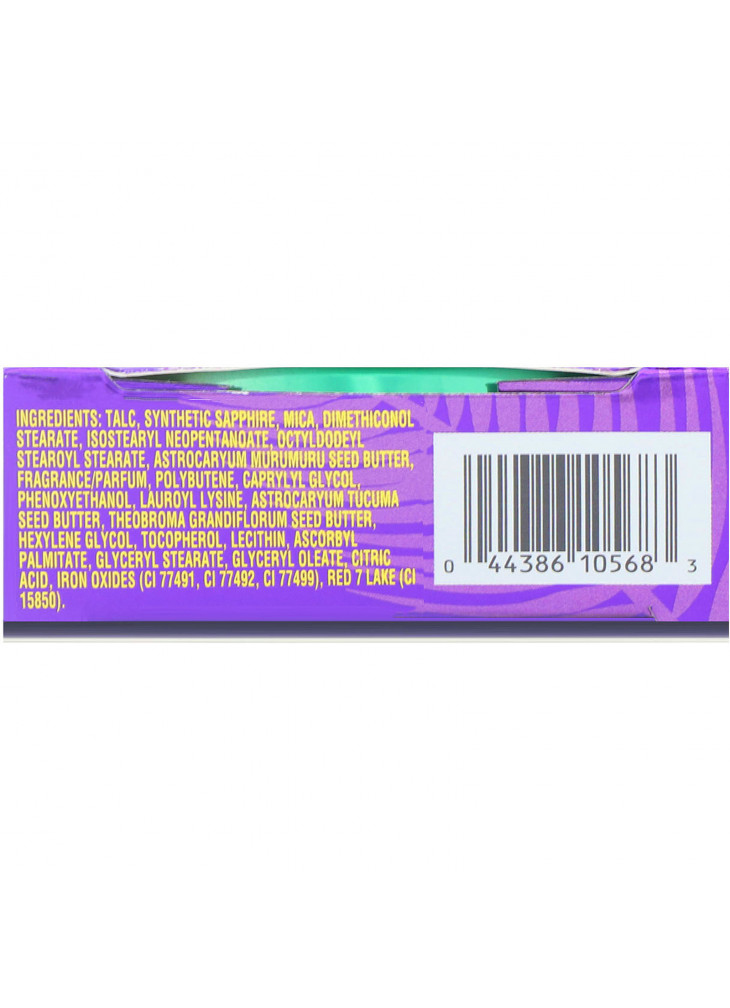 INGREDIENTS: TALC, SYNTHETIC SAPPHIRE, MICA, DIMETHICONOL
STEARATE, ISOSTEARYL NEOPENTANOATE, OCTYLDODEYL
STEAROYL STEARATE, ASTROCARYUM MURUMURU SEED BUTTER,
FRAGRANCE/PARFUM, POLYBUTENE, CAPRYLYL GLYCOL,
PHENOXYETHANOL, LAUROYL LYSINE, ASTROCARYUM TUCUMA
SEED BUTTER, THEOBROMA GRANDIFLORUM SEED BUTTER,
HEXYLENE GLYCOL, TOCOPHEROL, LECITHIN, ASCORBYL
PALMITATE, GLYCERYL STEARATE, GLYCERYL OLEATE, CITRIC
ACID, IRON OXIDES (CI 77491, CI 77492, CI 77499), RED 7 LAKE (CI
15850).
0 44386 10568 3